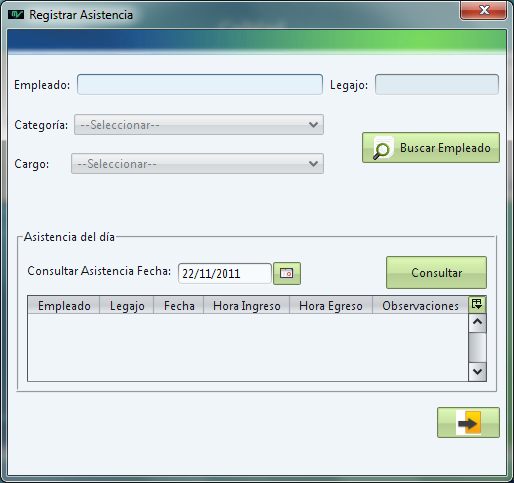 Registrar Asistencia
Empleado: Legajo:
Categoría: --Seleccionar--
Buscar Empleado
Cargo: --Seleccionar--
Asistencia del día
Consultar Asistencia Fecha: 22/11/2011 Consultar
Empleado Legajo Fecha Hora Ingreso Hora Egreso Observaciones